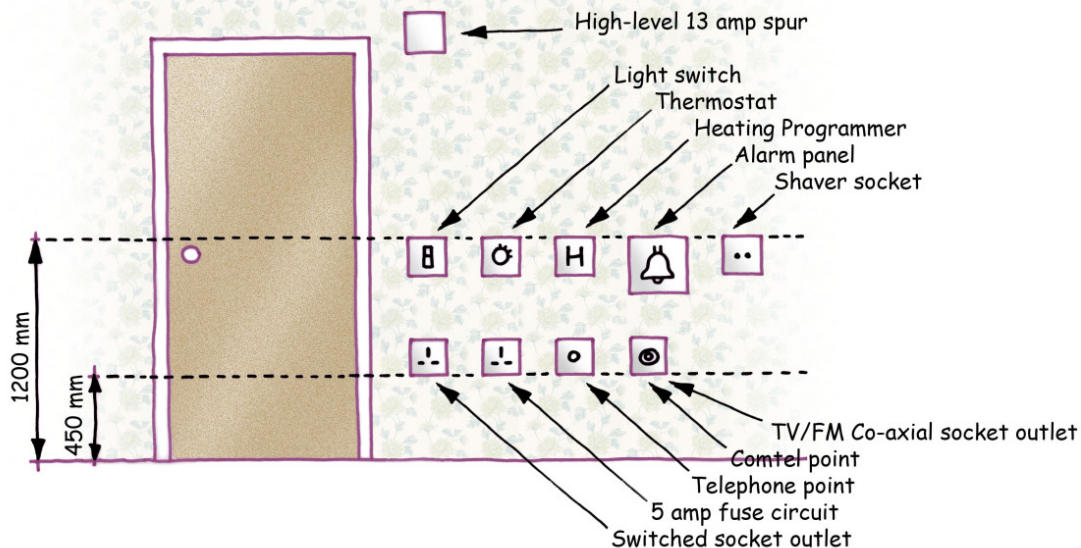 High-level 13 amp spur
Light switch
Thermostat
Heating Programmer
Alarm panel
Shaver socket
H
1200 mm
450 mm
TV/FM Co-axial socket outlet
Comtel point
Telephone point
5 amp fuse circuit
Switched socket outlet